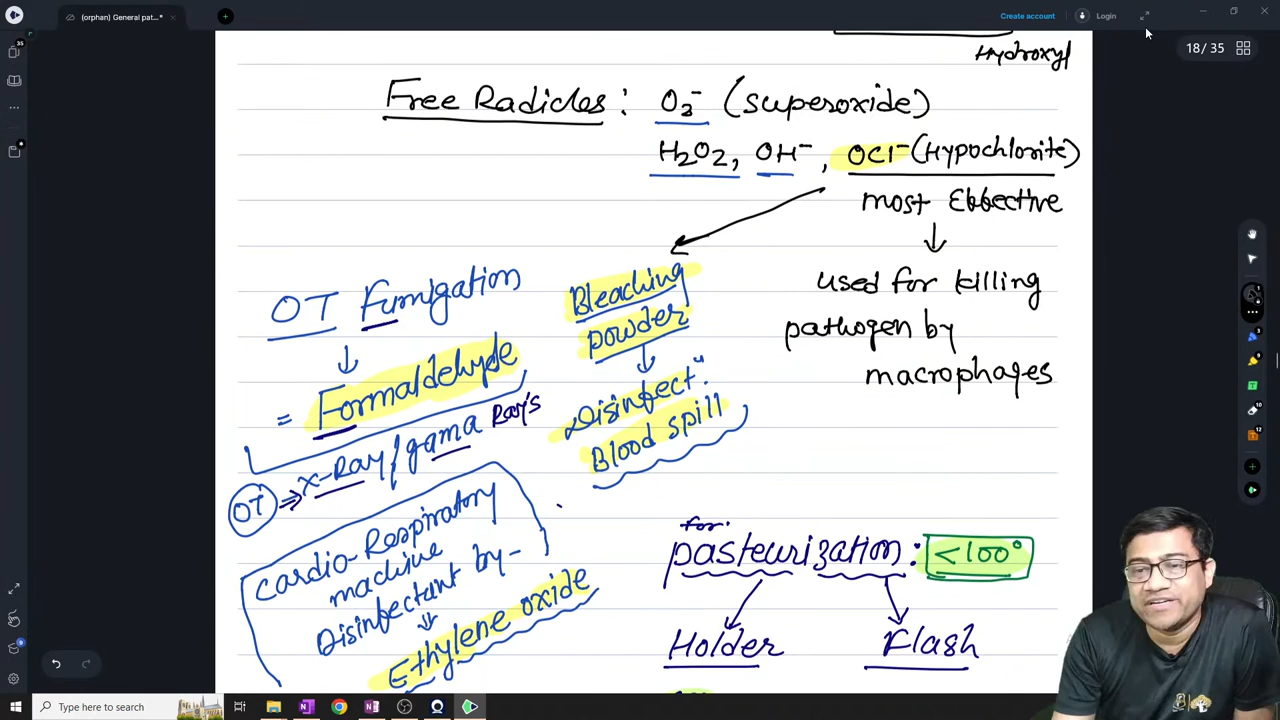 (orphan) General pat...*
Create account
Login
35
18 / 35
Hydroxyl
Free Radicles : O2⁻ (superoxide)
H2O2, OH⁻, OCl⁻ (Hypochlorite)
most Effective
↓
used for killing
pathogen by
macrophages
Bleaching
powder
↓
Disinfectⁿ.
Blood spill
OT Fumigation
↓
= Formaldehyde
OT ⇒ X-Ray/gama Ray's
Cardio-Respiratory
machine
Disinfectant by-
⇓
Ethylene oxide
for.
pasteurization : <100°
Holder Flash
Type here to search